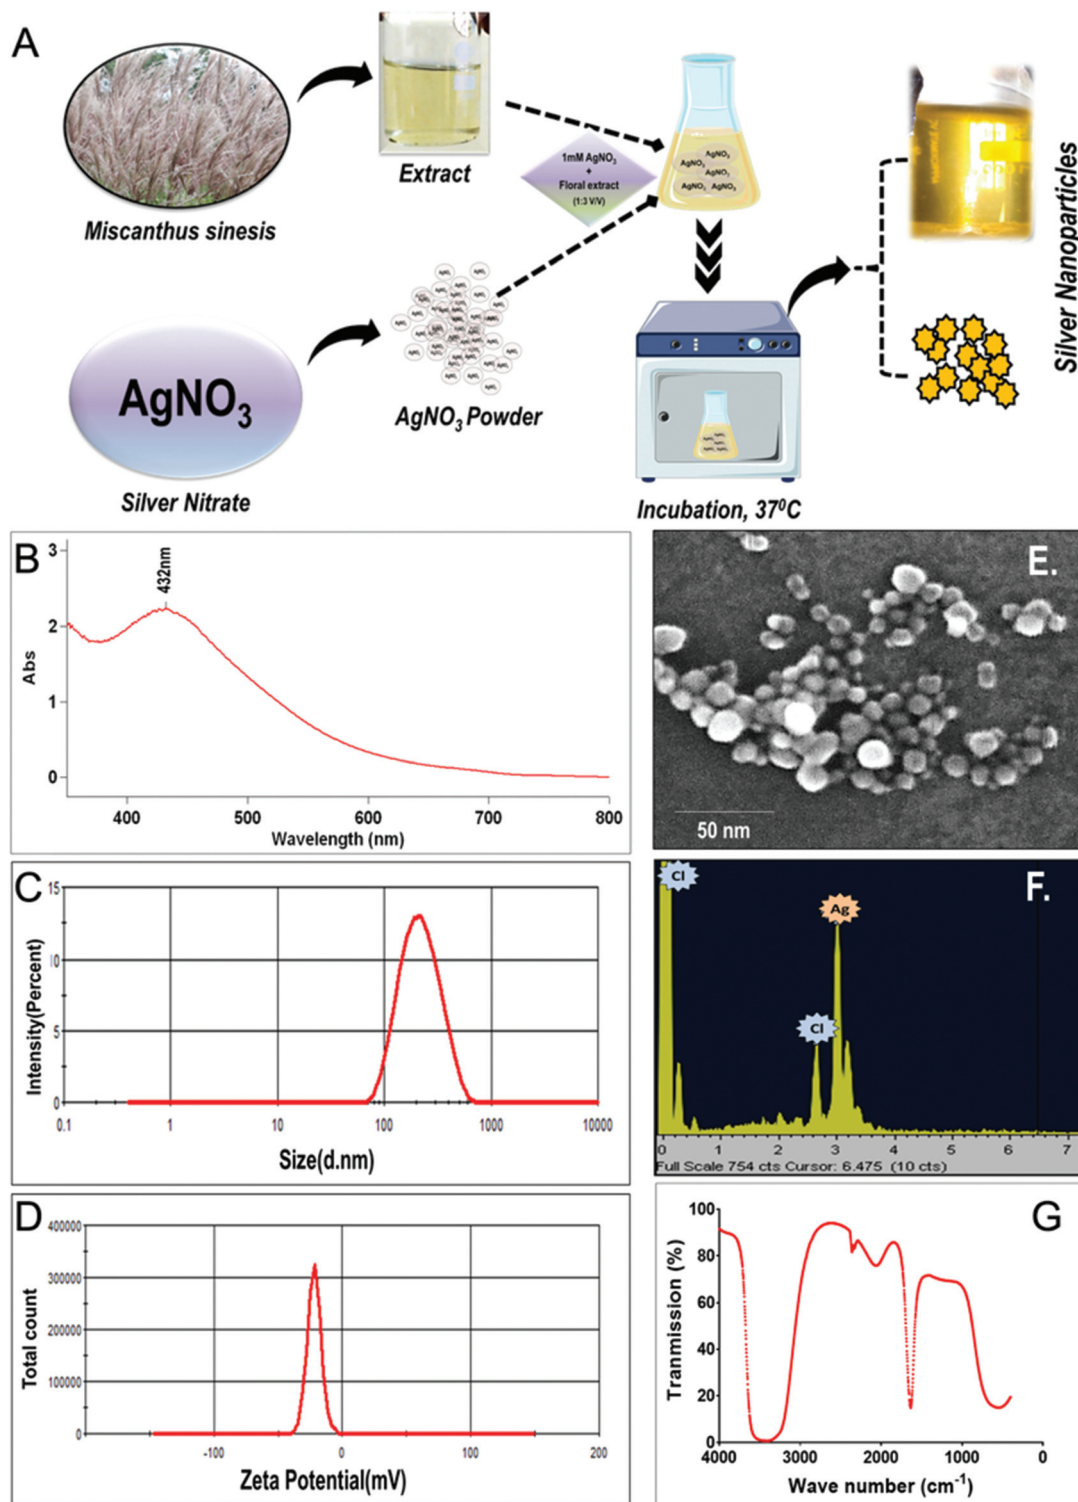 A
Miscanthus sinesis
Extract
1mM AgNO₃
+
Floral extract
(1:3 V/V)
AgNO₃
AgNO₃
AgNO₃
AgNO₃ AgNO₃
AgNO₃
Silver Nitrate
AgNO₃ Powder
Incubation, 37⁰C
Silver Nanoparticles
B
432nm
Abs
3
2
1
0
400 500 600 700 800
Wavelength (nm)
C
Intensity(Percent)
15
10
5
0
0.1 1 10 100 1000 10000
Size(d.nm)
D
Total count
400000
300000
200000
100000
0
-100 0 100 200
Zeta Potential(mV)
E.
50 nm
F.
Cl
Ag
Cl
0 1 2 3 4 5 6 7
Full Scale 754 cts Cursor: 6.475 (10 cts)
G
Tranmission (%)
100
80
60
40
20
0
4000 3000 2000 1000 0
Wave number (cm⁻¹)